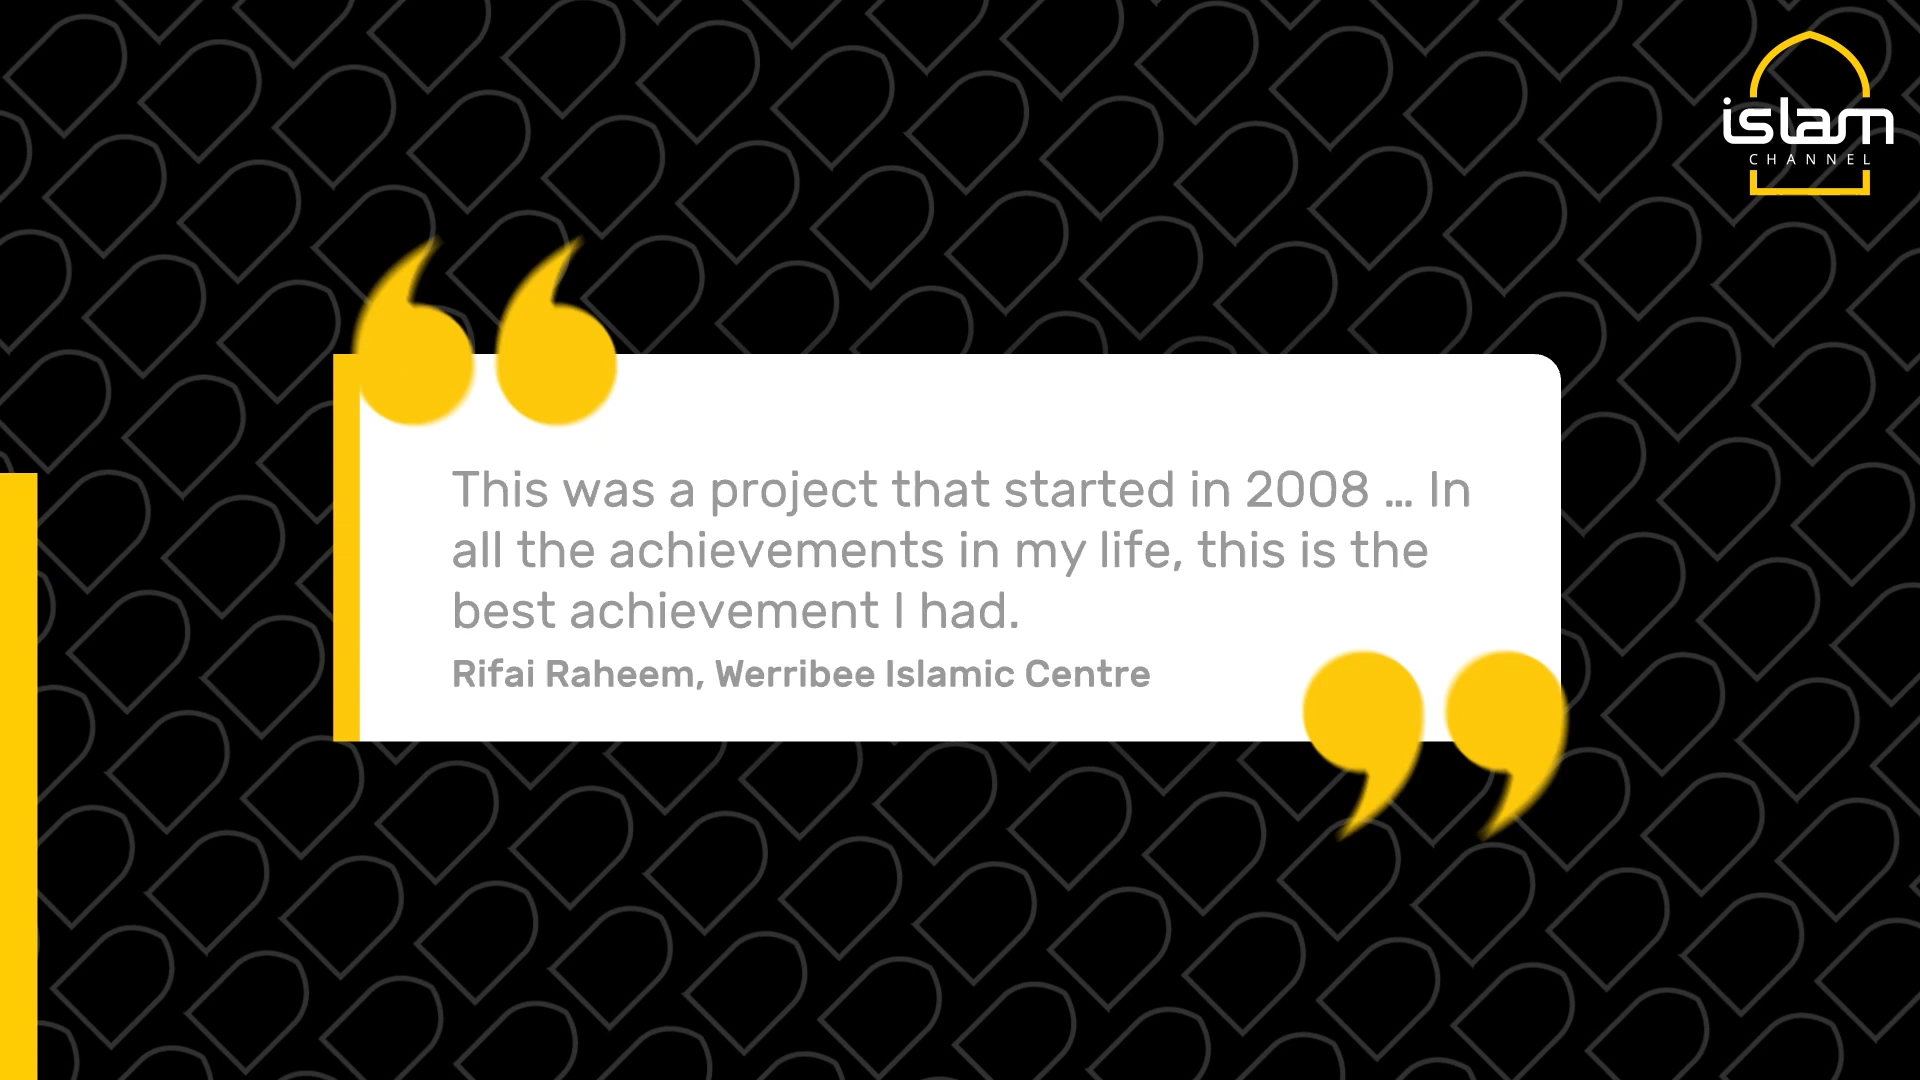 islam
CHANNEL
This was a project that started in 2008 ... In
all the achievements in my life, this is the
best achievement I had.
Rifai Raheem, Werribee Islamic Centre